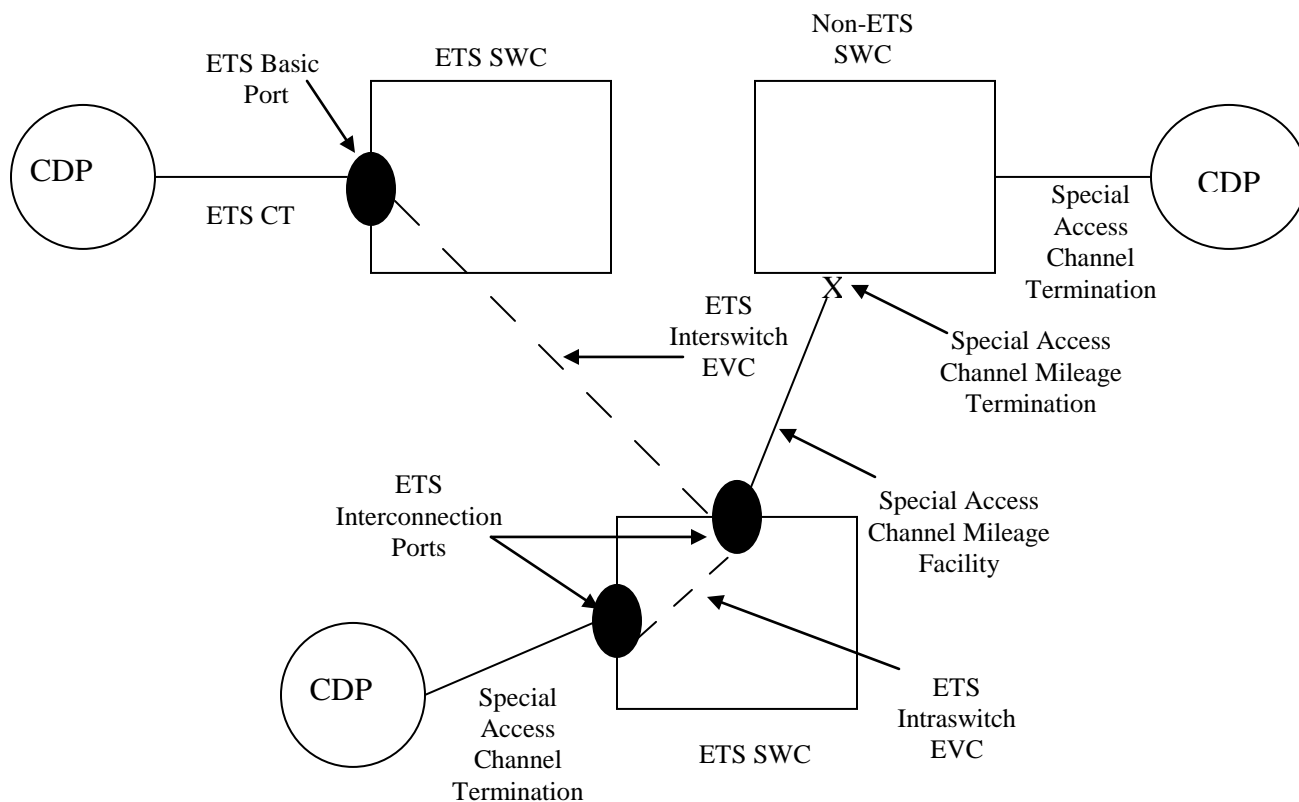 Non-ETS
SWC
ETS SWC
ETS Basic
Port
CDP
ETS CT
CDP
Special
Access
Channel
Termination
X
ETS
Interswitch
EVC
Special Access
Channel Mileage
Termination
ETS
Interconnection
Ports
Special Access
Channel Mileage
Facility
CDP
Special
Access
Channel
Termination
ETS SWC
ETS
Intraswitch
EVC